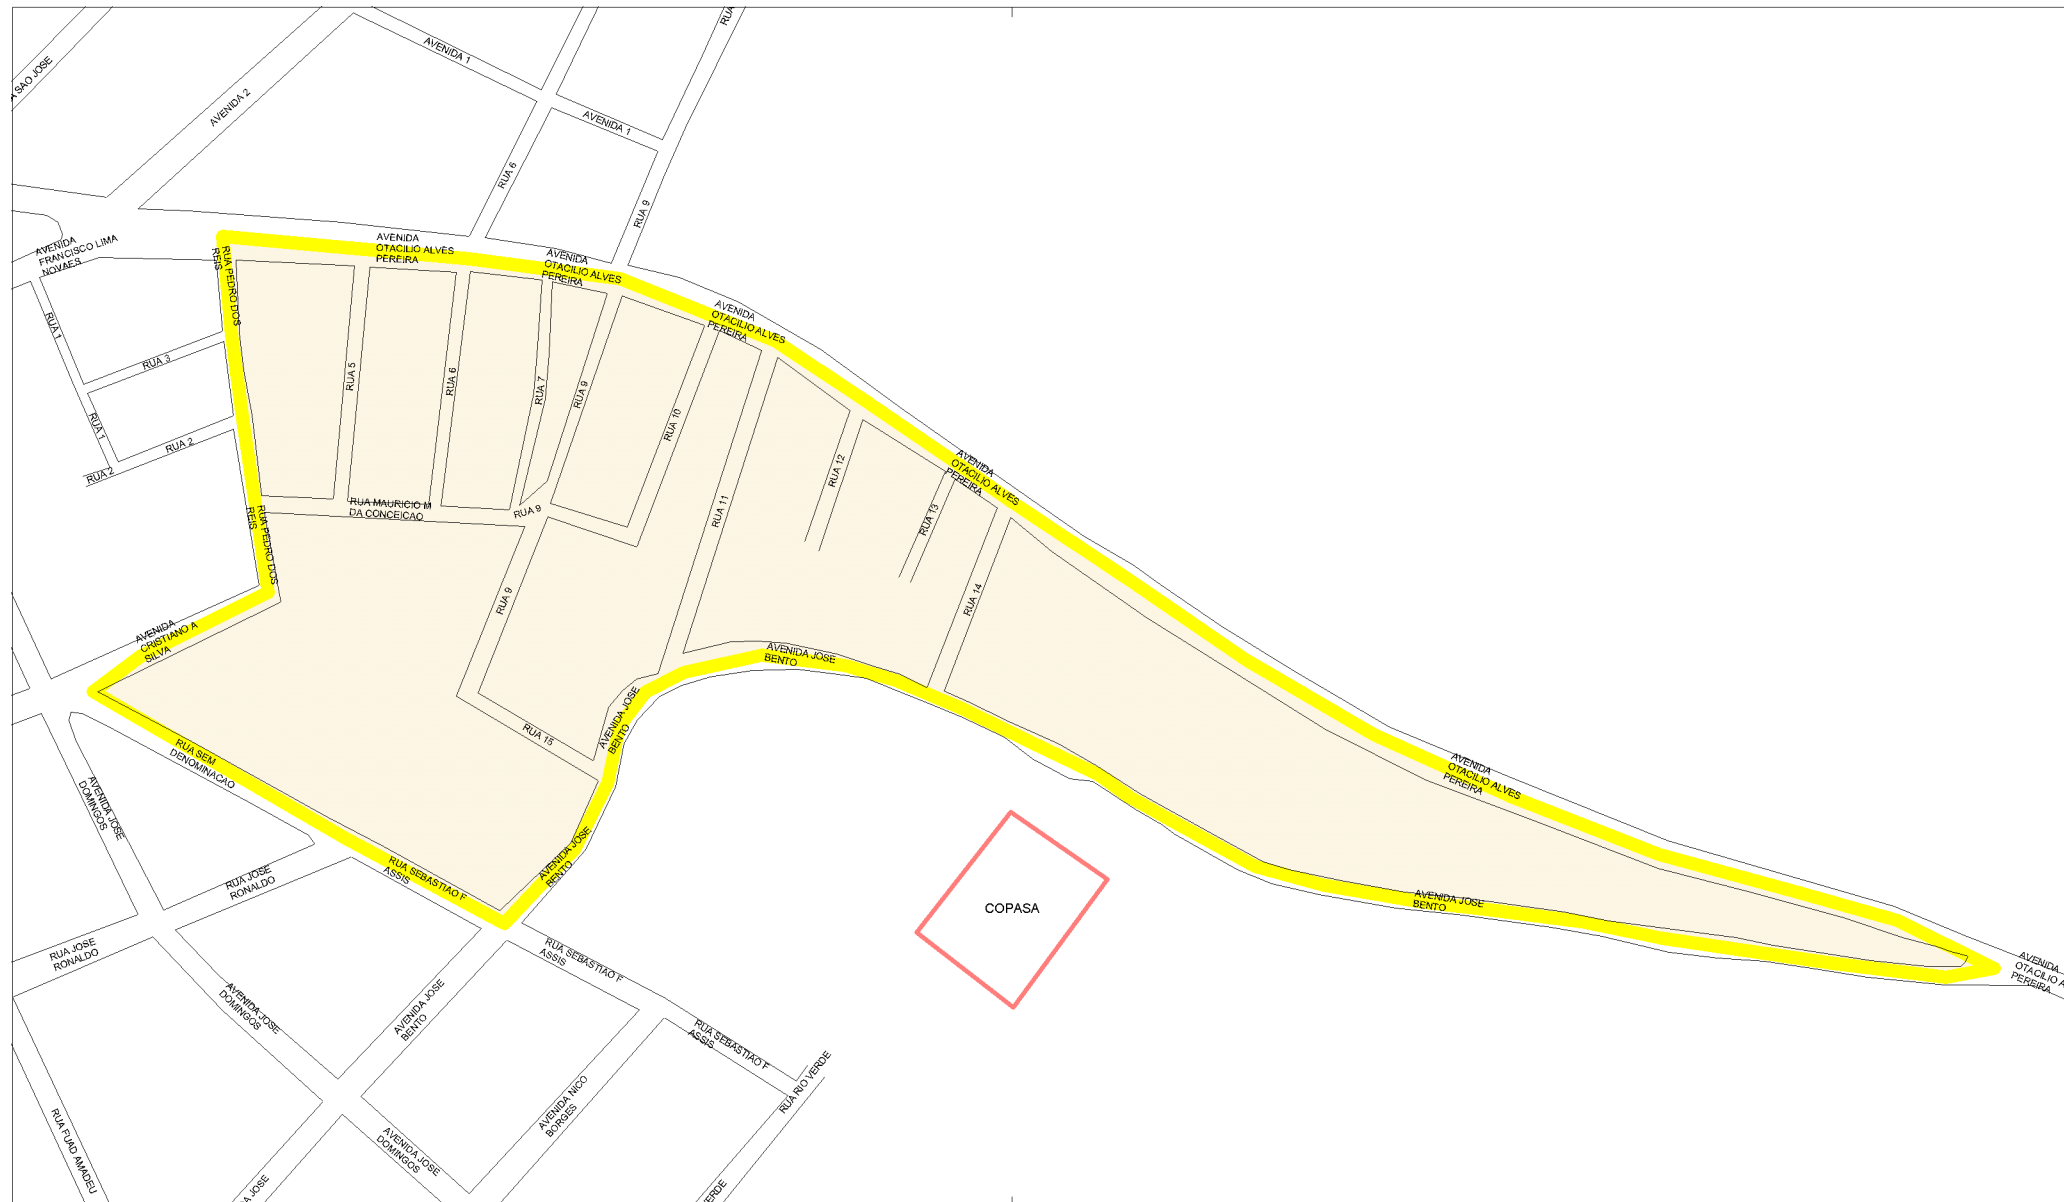 AVENIDA 1
RUA
A SAO JOSE
AVENIDA 2
AVENIDA 1
RUA 6
RUA 9
AVENIDA
FRANCISCO LIMA
NOVAES
RUA PEDRO DOS
REIS
AVENIDA
OTACILIO ALVES
PEREIRA
AVENIDA
OTACILIO ALVES
PEREIRA
AVENIDA
OTACILIO ALVES
PEREIRA
RUA 1
RUA 3
RUA 5
RUA 6
RUA 7
RUA 9
RUA 10
RUA 1
RUA 2
RUA 2
RUA 12
RUA 11
RUA 13
AVENIDA
OTACILIO ALVES
PEREIRA
RUA MAURICIO M
DA CONCEICAO
RUA 9
RUA PEDRO DOS
REIS
RUA 9
RUA 14
AVENIDA
CRISTIANO A
SILVA
AVENIDA JOSE
BENTO
RUA 15
AVENIDA JOSE
BENTO
RUA SEM
DENOMINACAO
AVENIDA JOSE
DOMINGOS
AVENIDA
OTACILIO ALVES
PEREIRA
RUA JOSE
RONALDO
RUA SEBASTIAO F
ASSIS
AVENIDA JOSE
BENTO
COPASA
AVENIDA JOSE
BENTO
RUA JOSE
RONALDO
RUA SEBASTIAO F
ASSIS
AVENIDA
OTACILIO A
PEREIRA
AVENIDA JOSE
DOMINGOS
AVENIDA JOSE
BENTO
RUA SEBASTIAO F
ASSIS
RUA RIO VERDE
AVENIDA NICO
BORGES
RUA FUAD AMADEU
AVENIDA JOSE
DOMINGOS
A JOSE
VERDE